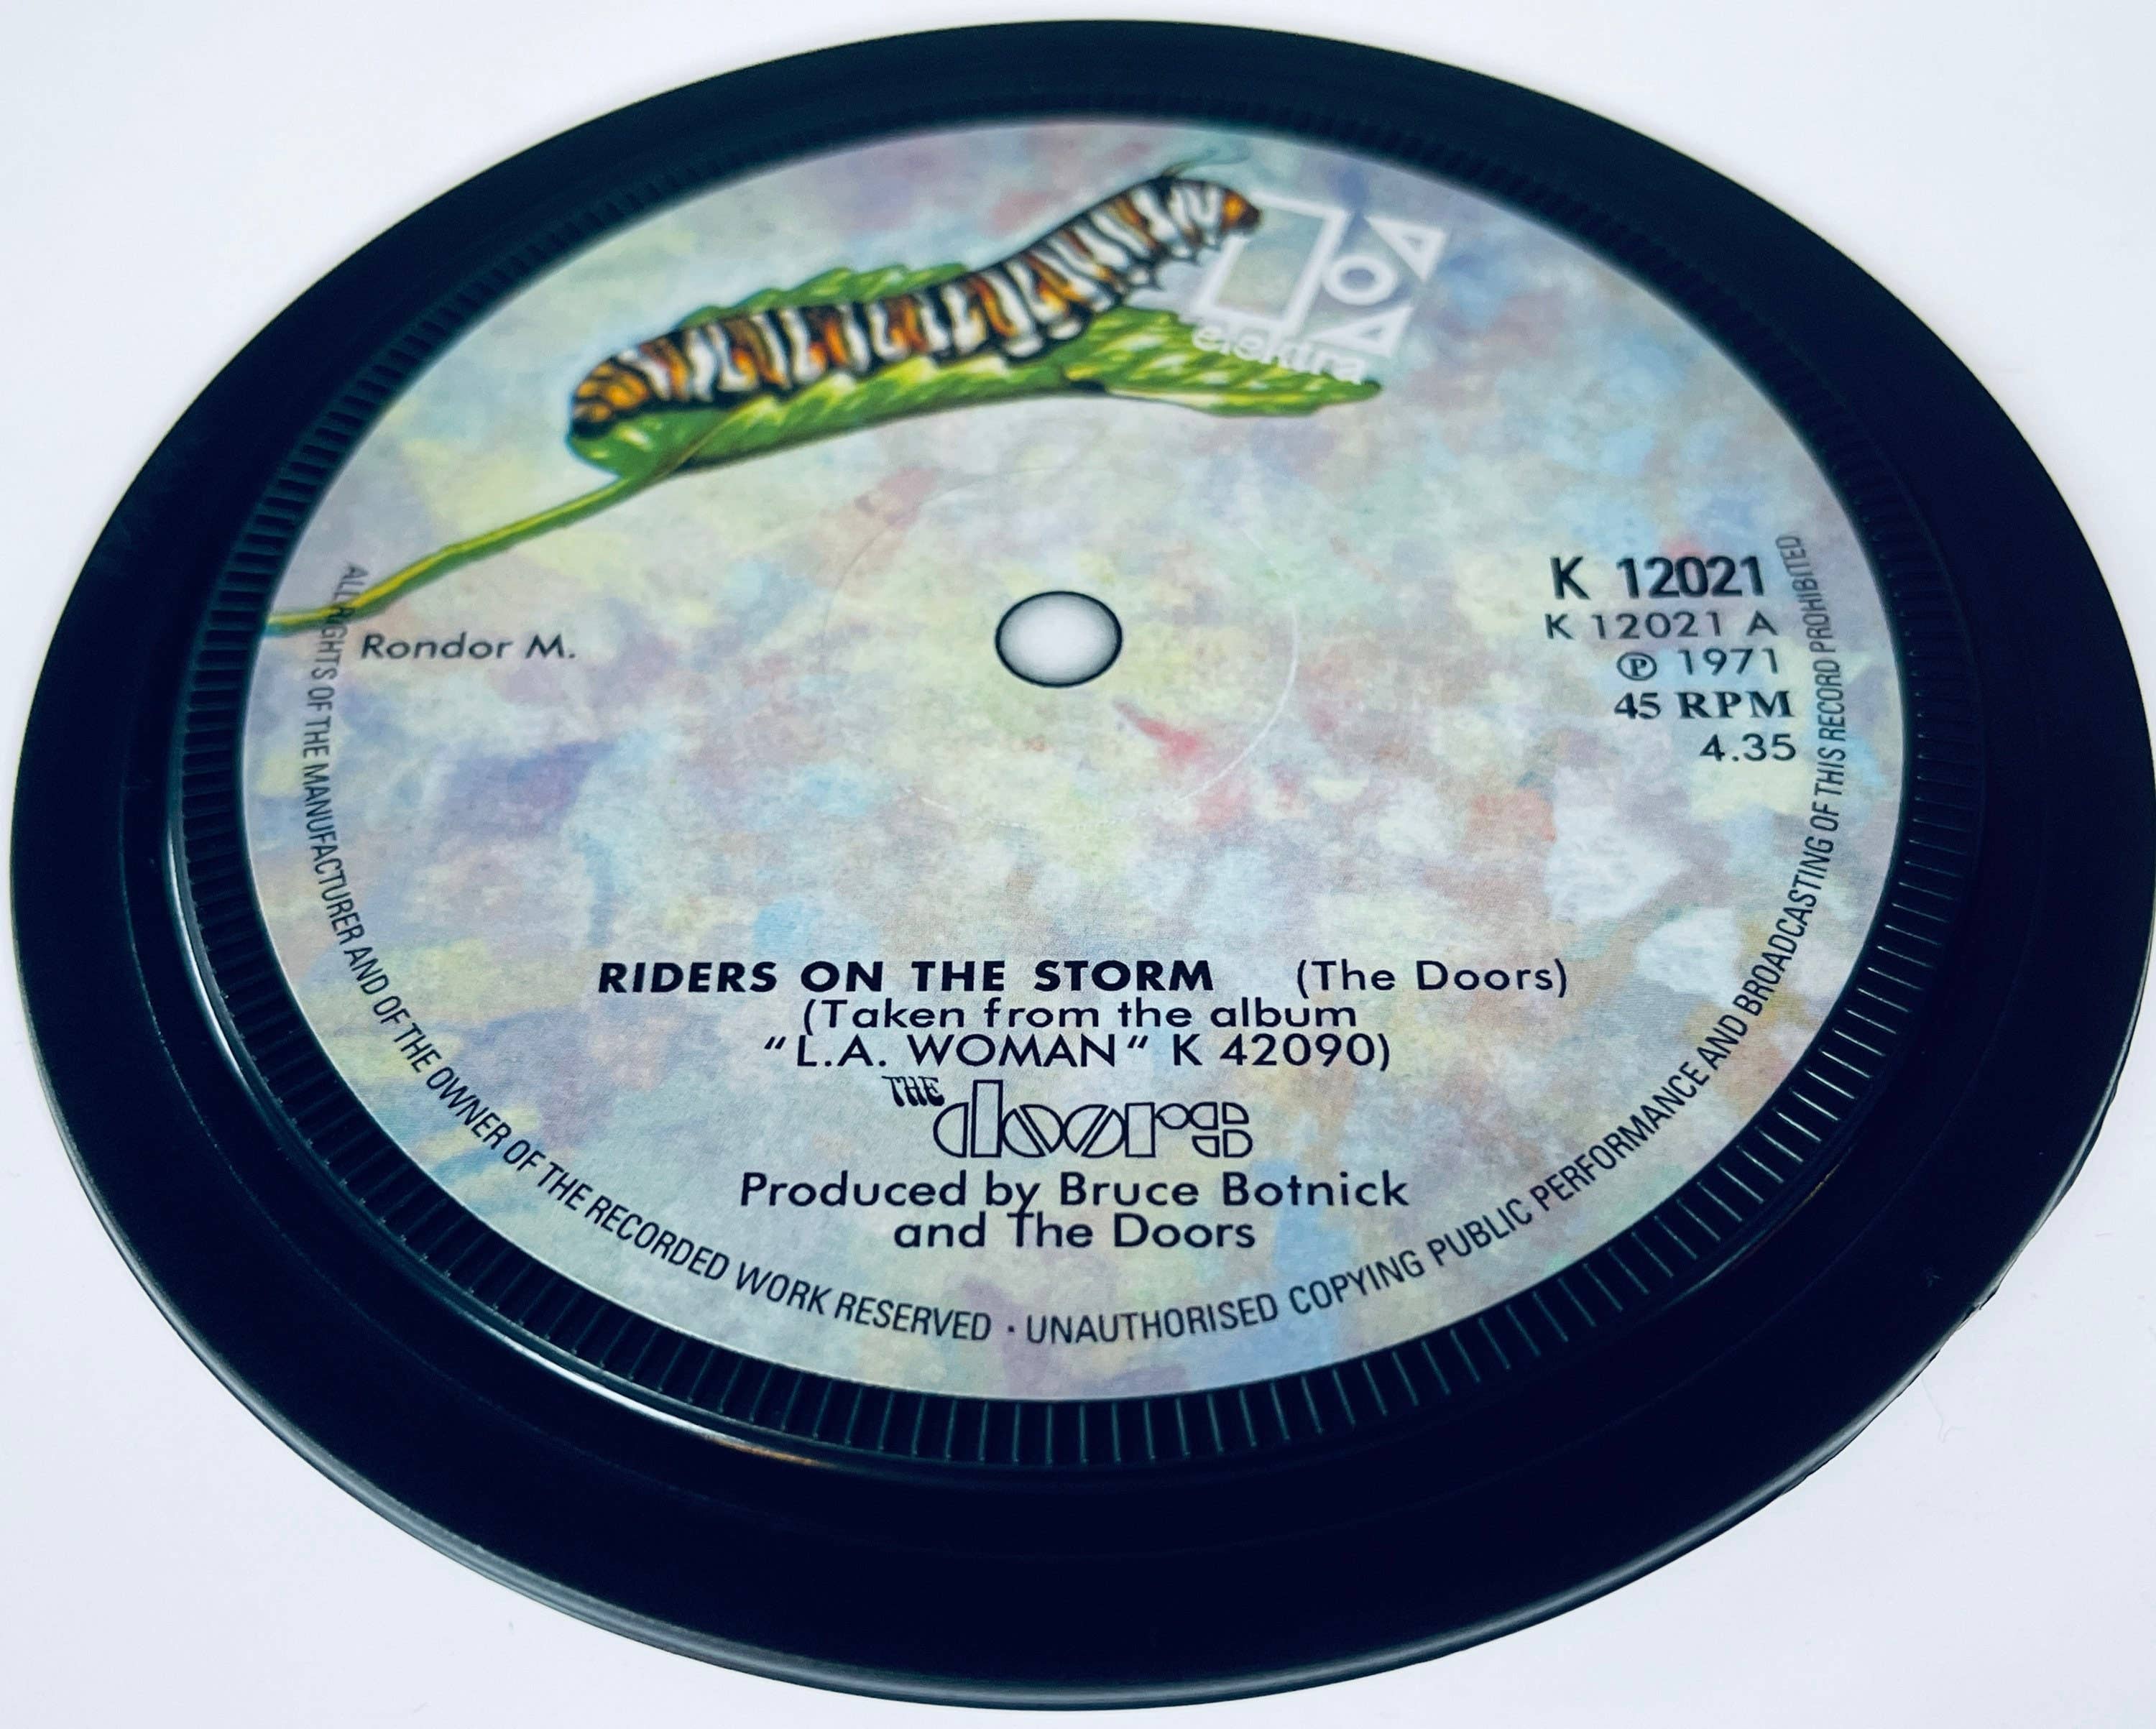 elektra
K 12021
K 12021 A
Ⓟ 1971
45 RPM
4.35
Rondor M.
RIDERS ON THE STORM (The Doors)
(Taken from the album
"L.A. WOMAN" K 42090)
THE doors
Produced by Bruce Botnick
and The Doors
ALL RIGHTS OF THE MANUFACTURER AND OF THE OWNER OF THE RECORDED WORK RESERVED · UNAUTHORISED COPYING PUBLIC PERFORMANCE AND BROADCASTING OF THIS RECORD PROHIBITED